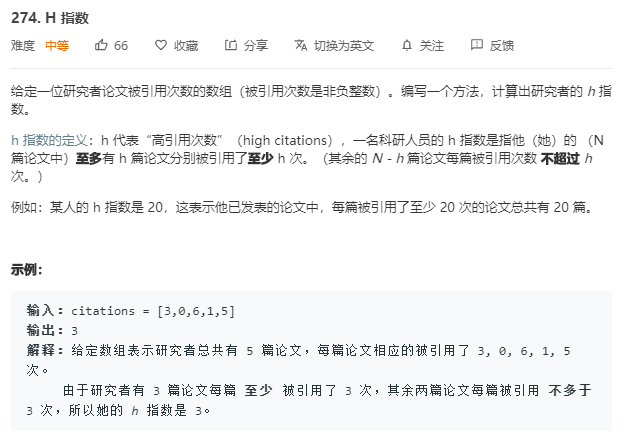 274. H 指数
难度 中等 66 收藏 分享 切换为英文 关注 反馈
给定一位研究者论文被引用次数的数组（被引用次数是非负整数）。编写一个方法，计算出研究者的 h 指
数。
h 指数的定义：h 代表“高引用次数”（high citations），一名科研人员的 h 指数是指他（她）的 （N
篇论文中）至多有 h 篇论文分别被引用了至少 h 次。（其余的 N - h 篇论文每篇被引用次数 不超过 h
次。）
例如：某人的 h 指数是 20，这表示他已发表的论文中，每篇被引用了至少 20 次的论文总共有 20 篇。
示例：
输入：citations = [3,0,6,1,5]
输出：3
解释：给定数组表示研究者总共有 5 篇论文，每篇论文相应的被引用了 3, 0, 6, 1, 5
次。
由于研究者有 3 篇论文每篇 至少 被引用了 3 次，其余两篇论文每篇被引用 不多于
3 次，所以她的 h 指数是 3。